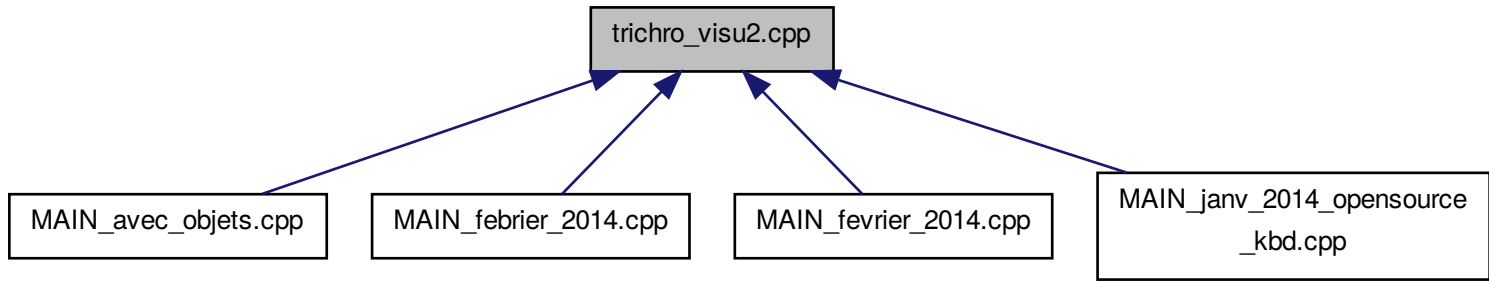 trichro_visu2.cpp
MAIN_avec_objets.cpp
MAIN_febrier_2014.cpp
MAIN_fevrier_2014.cpp
MAIN_janv_2014_opensource
_kbd.cpp